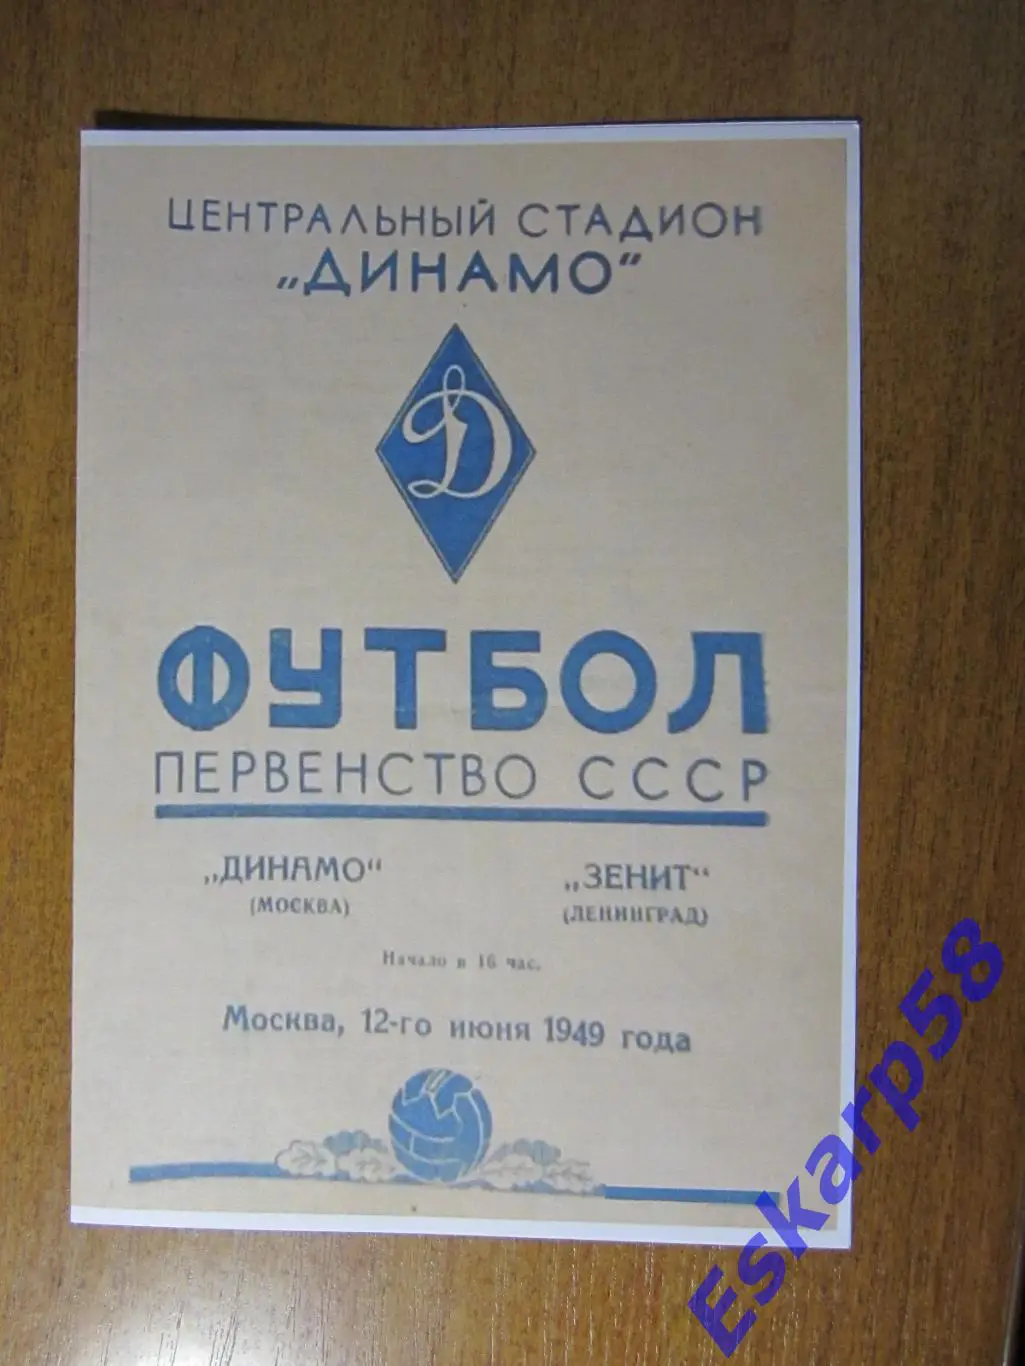 ЦЕНТРАЛЬНЫЙ СТАДИОН
„ДИНАМО“
Д
ФУТБОЛ
ПЕРВЕНСТВО СССР
„ДИНАМО“ „ЗЕНИТ“
(МОСКВА) (ЛЕНИНГРАД)
Начало в 16 час.
Москва, 12-го июня 1949 года
Eskarp58